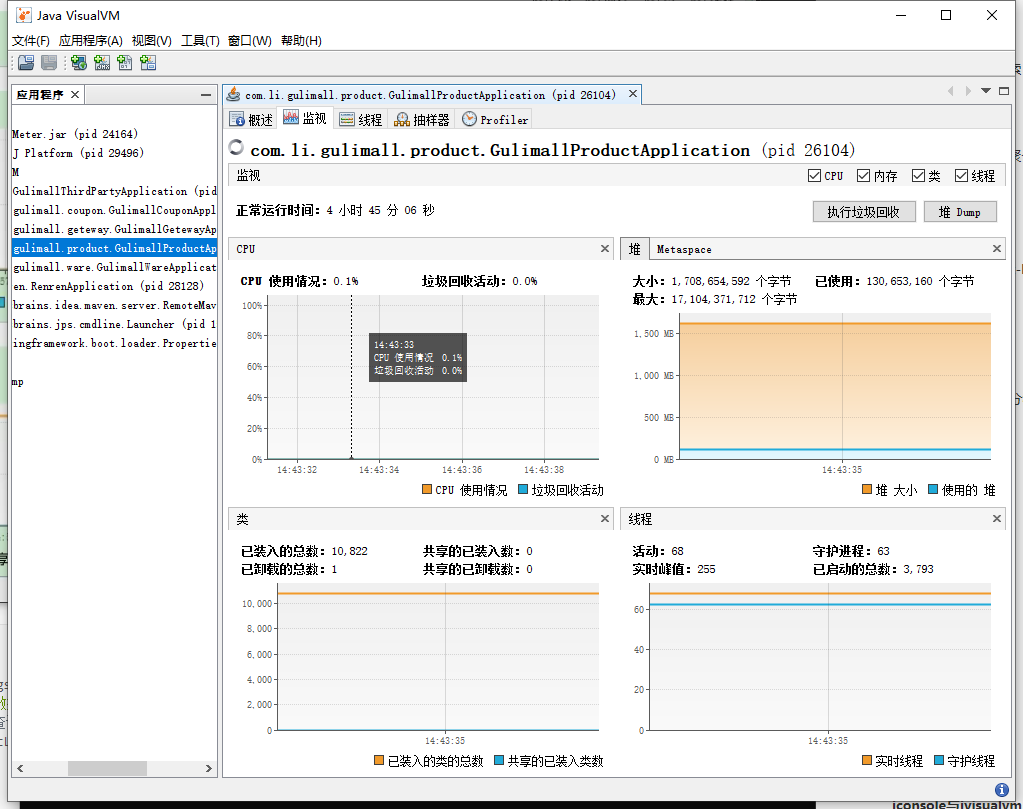 Java VisualVM
文件(F) 应用程序(A) 视图(V) 工具(T) 窗口(W) 帮助(H)
应用程序
Meter.jar (pid 24164)
J Platform (pid 29496)
M
GulimallThirdPartyApplication (pid
gulimall.coupon.GulimallCouponAppl
gulimall.geteway.GulimallGetewayAp
gulimall.product.GulimallProductAp
gulimall.ware.GulimallWareApplicat
en.RenrenApplication (pid 28128)
brains.idea.maven.server.RemoteMav
brains.jps.cmdline.Launcher (pid 1
ingframework.boot.loader.Propertie
mp
com.li.gulimall.product.GulimallProductApplication (pid 26104)
概述 监视 线程 抽样器 Profiler
com.li.gulimall.product.GulimallProductApplication (pid 26104)
监视 CPU 内存 类 线程
正常运行时间: 4 小时 45 分 06 秒
执行垃圾回收 堆 Dump
CPU
CPU 使用情况: 0.1% 垃圾回收活动: 0.0%
100%
80%
60%
40%
20%
0%
14:43:33
CPU 使用情况 0.1%
垃圾回收活动 0.0%
14:43:32 14:43:34 14:43:36 14:43:38
CPU 使用情况 垃圾回收活动
堆 Metaspace
大小: 1,708,654,592 个字节 已使用: 130,653,160 个字节
最大: 17,104,371,712 个字节
1,500 MB
1,000 MB
500 MB
0 MB
14:43:35
堆 大小 使用的 堆
类
已装入的总数: 10,822 共享的已装入数: 0
已卸载的总数: 1 共享的已卸载数: 0
10,000
8,000
6,000
4,000
2,000
0
14:43:35
已装入的类的总数 共享的已装入类数
线程
活动: 68 守护进程: 63
实时峰值: 255 已启动的总数: 3,793
60
40
20
0
14:43:35
实时线程 守护线程
jconsole与jvisualvm